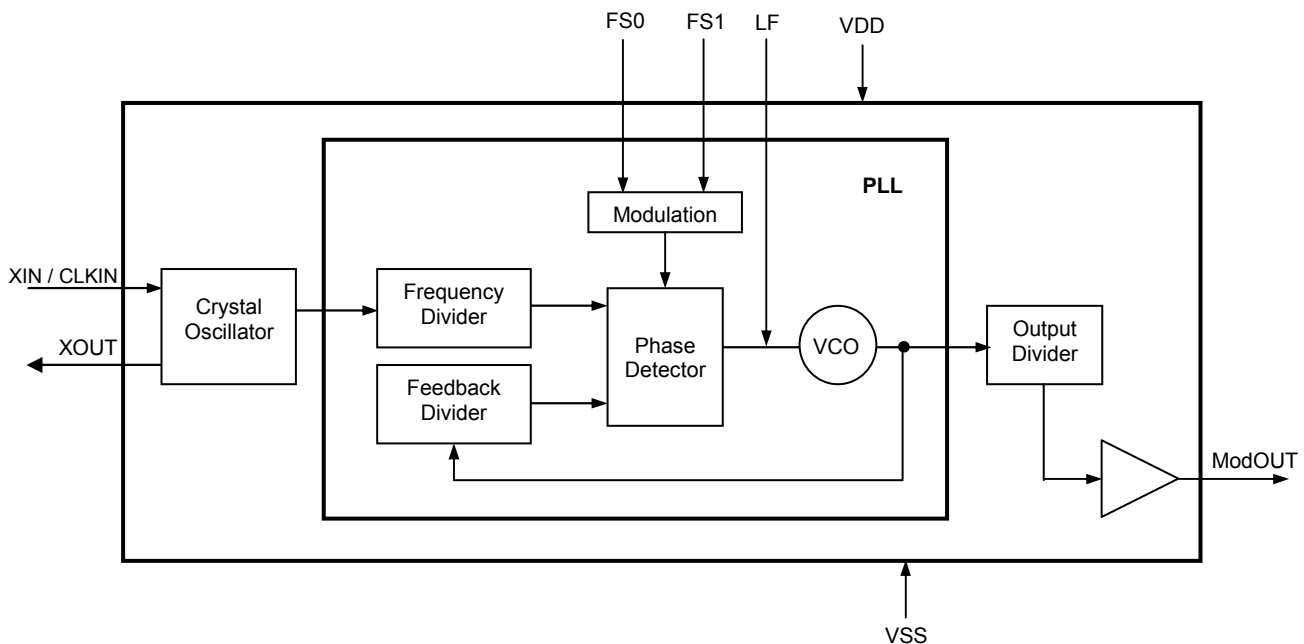 FS0
FS1
LF
VDD
PLL
Modulation
XIN / CLKIN
XOUT
Crystal
Oscillator
Frequency
Divider
Feedback
Divider
Phase
Detector
VCO
Output
Divider
ModOUT
VSS